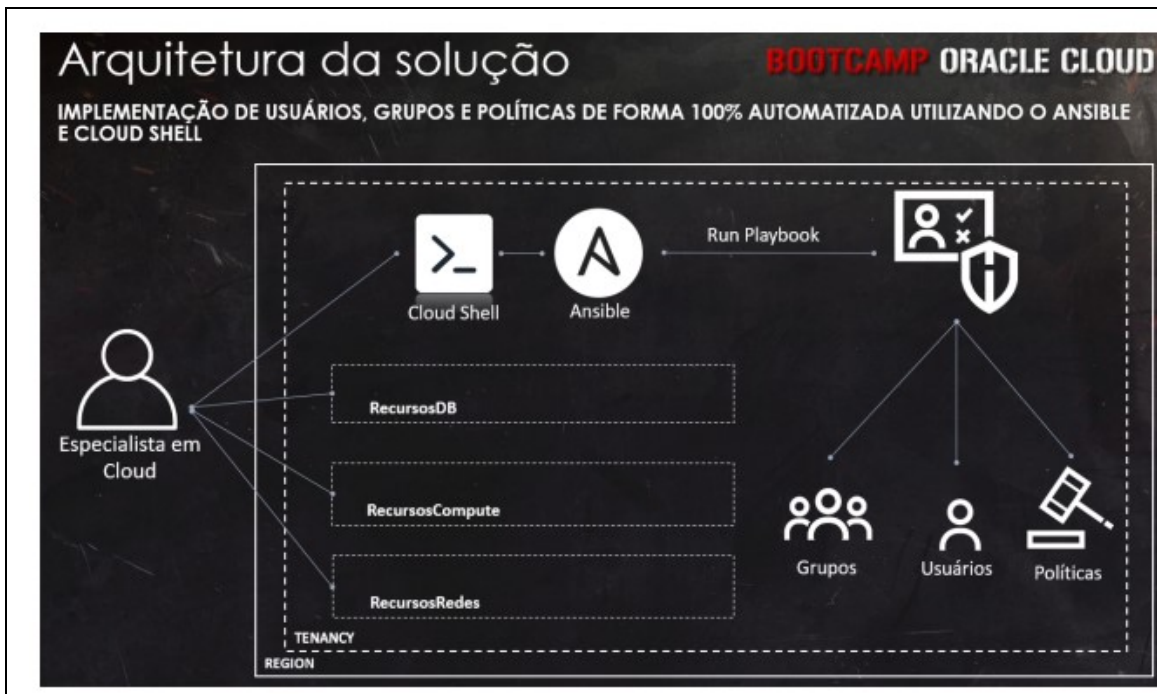 Arquitetura da solução
BOOTCAMP ORACLE CLOUD
IMPLEMENTAÇÃO DE USUÁRIOS, GRUPOS E POLÍTICAS DE FORMA 100% AUTOMATIZADA UTILIZANDO O ANSIBLE
E CLOUD SHELL
Run Playbook
Cloud Shell
Ansible
RecursosDB
Especialista em
Cloud
RecursosCompute
Grupos
Usuários
Políticas
RecursosRedes
TENANCY
REGION